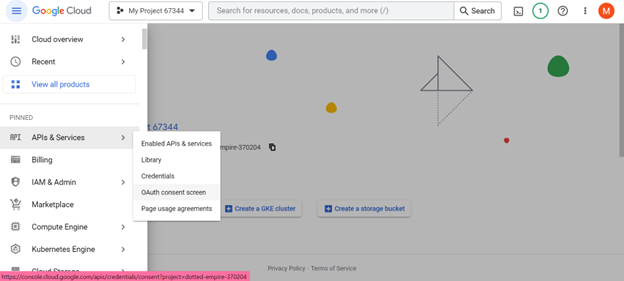 Google Cloud
My Project 67344
Search for resources, docs, products, and more (/)
Search
1
M
Cloud overview
Recent
View all products
PINNED
APIs & Services
Billing
IAM & Admin
Marketplace
Compute Engine
Kubernetes Engine
Cloud Storage
Enabled APIs & services
Library
Credentials
OAuth consent screen
Page usage agreements
t 67344
mpire-370204
Create a GKE cluster
Create a storage bucket
Privacy Policy · Terms of Service
https://console.cloud.google.com/apis/credentials/consent?project=dotted-empire-370204